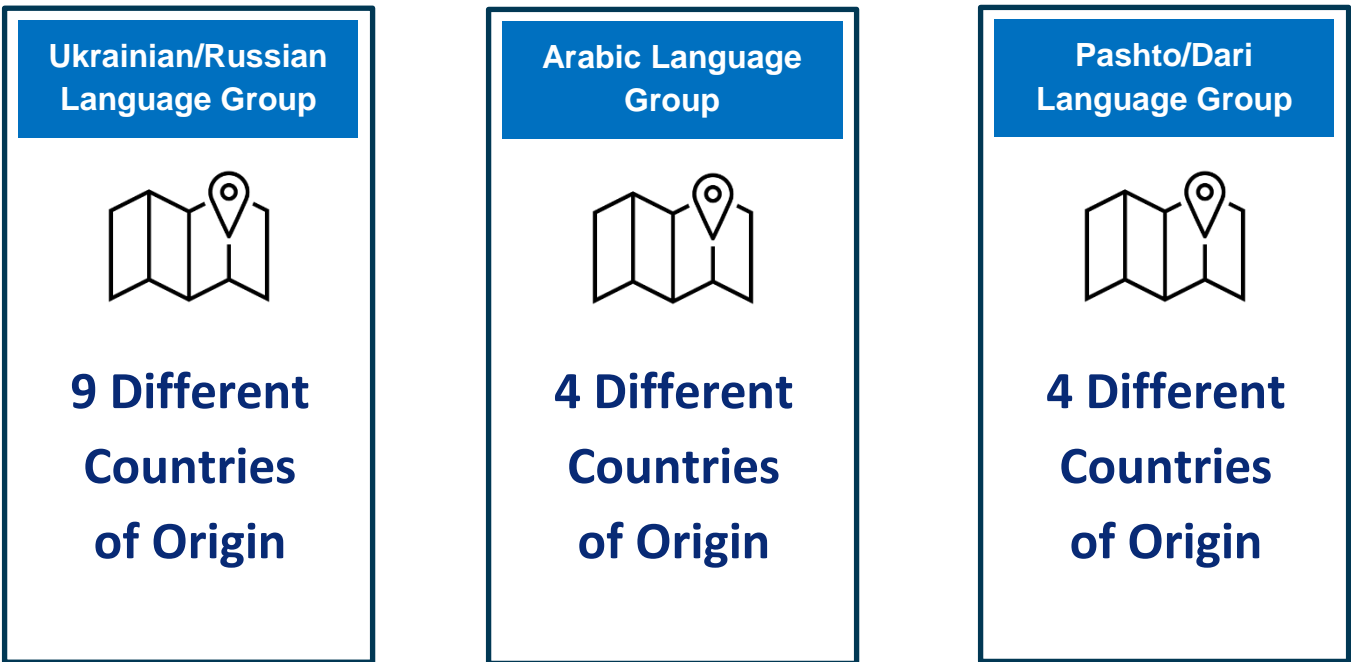 Ukrainian/Russian
Language Group
9 Different
Countries
of Origin
Arabic Language
Group
4 Different
Countries
of Origin
Pashto/Dari
Language Group
4 Different
Countries
of Origin